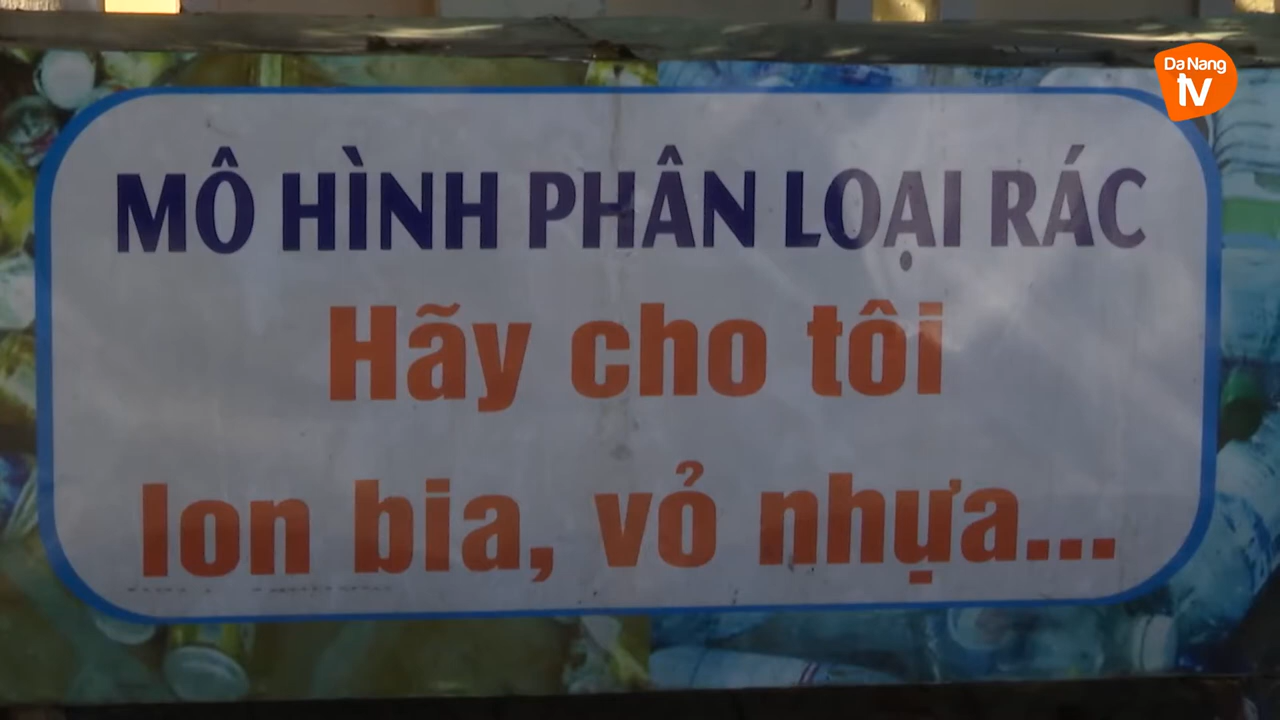 Da Nang
tv
MÔ HÌNH PHÂN LOẠI RÁC
Hãy cho tôi
lon bia, vỏ nhựa...